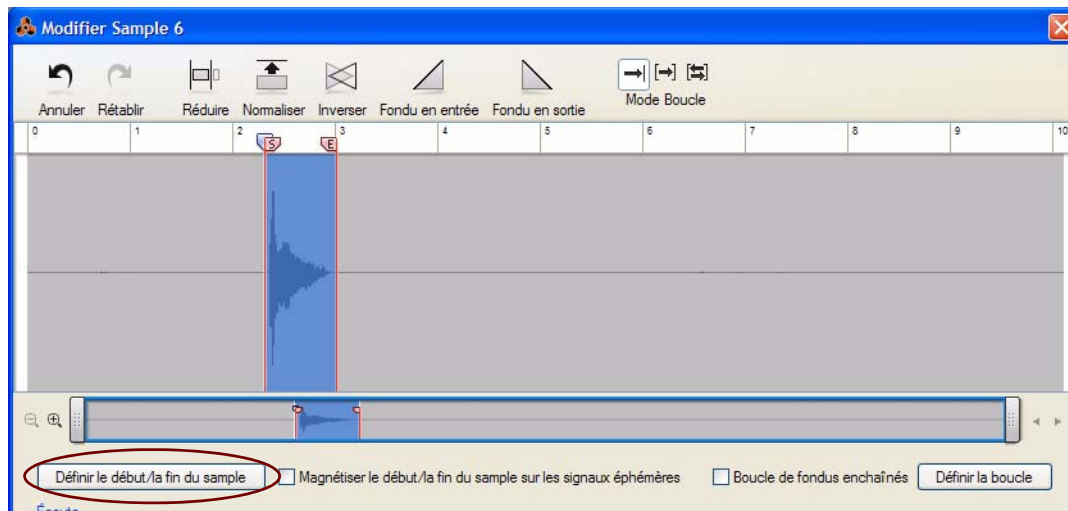 Modifier Sample 6
Annuler Rétablir Réduire Normaliser Inverser Fondu en entrée Fondu en sortie Mode Boucle
0 1 2 3 4 5 6 7 8 9 10
S E
Définir le début/la fin du sample Magnétiser le début/la fin du sample sur les signaux éphémères Boucle de fondus enchaînés Définir la boucle
Écoute